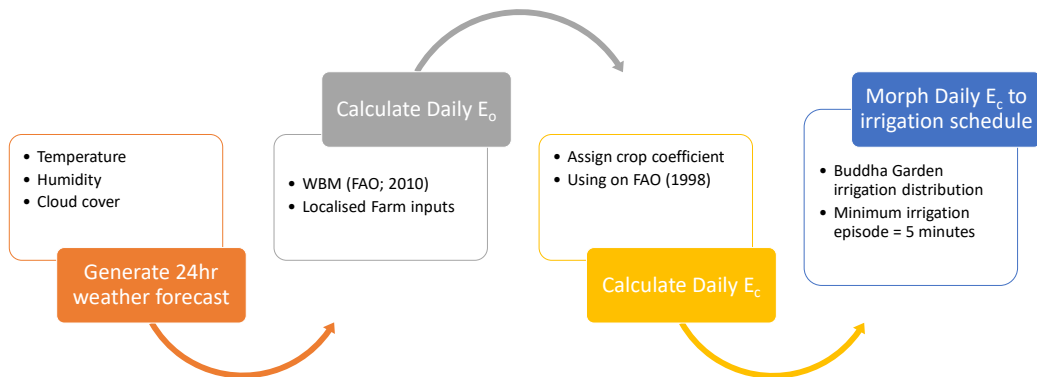 • Temperature
• Humidity
• Cloud cover
Generate 24hr
weather forecast
Calculate Daily Eo
• WBM (FAO; 2010)
• Localised Farm inputs
• Assign crop coefficient
• Using on FAO (1998)
Calculate Daily Ec
Morph Daily Ec to
irrigation schedule
• Buddha Garden
irrigation distribution
• Minimum irrigation
episode = 5 minutes